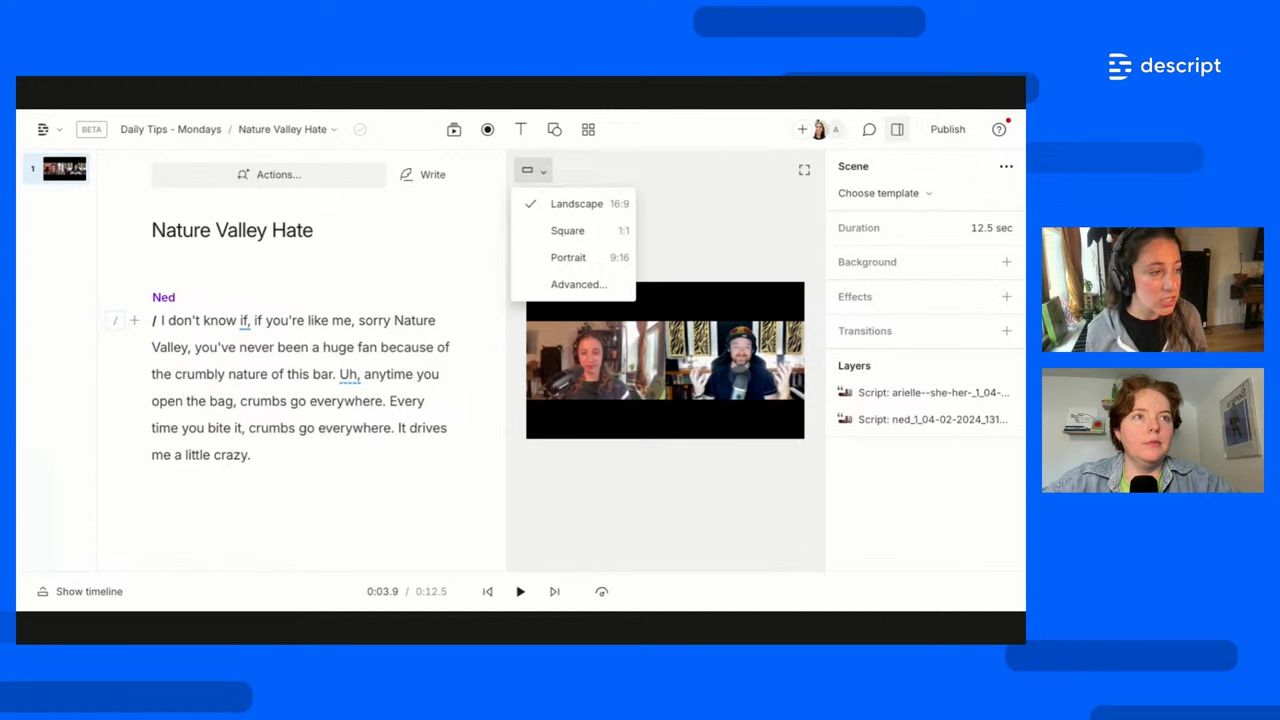 descript
BETA
Daily Tips - Mondays / Nature Valley Hate
A
Publish
1
Actions...
Write
Nature Valley Hate
Ned
/ I don't know if, if you're like me, sorry Nature
Valley, you've never been a huge fan because of
the crumbly nature of this bar. Uh, anytime you
open the bag, crumbs go everywhere. Every
time you bite it, crumbs go everywhere. It drives
me a little crazy.
Landscape 16:9
Square 1:1
Portrait 9:16
Advanced...
Scene
Choose template
Duration 12.5 sec
Background
Effects
Transitions
Layers
Script: arielle--she-her-_1_04-...
Script: ned_1_04-02-2024_131...
Show timeline
0:03.9 / 0:12.5